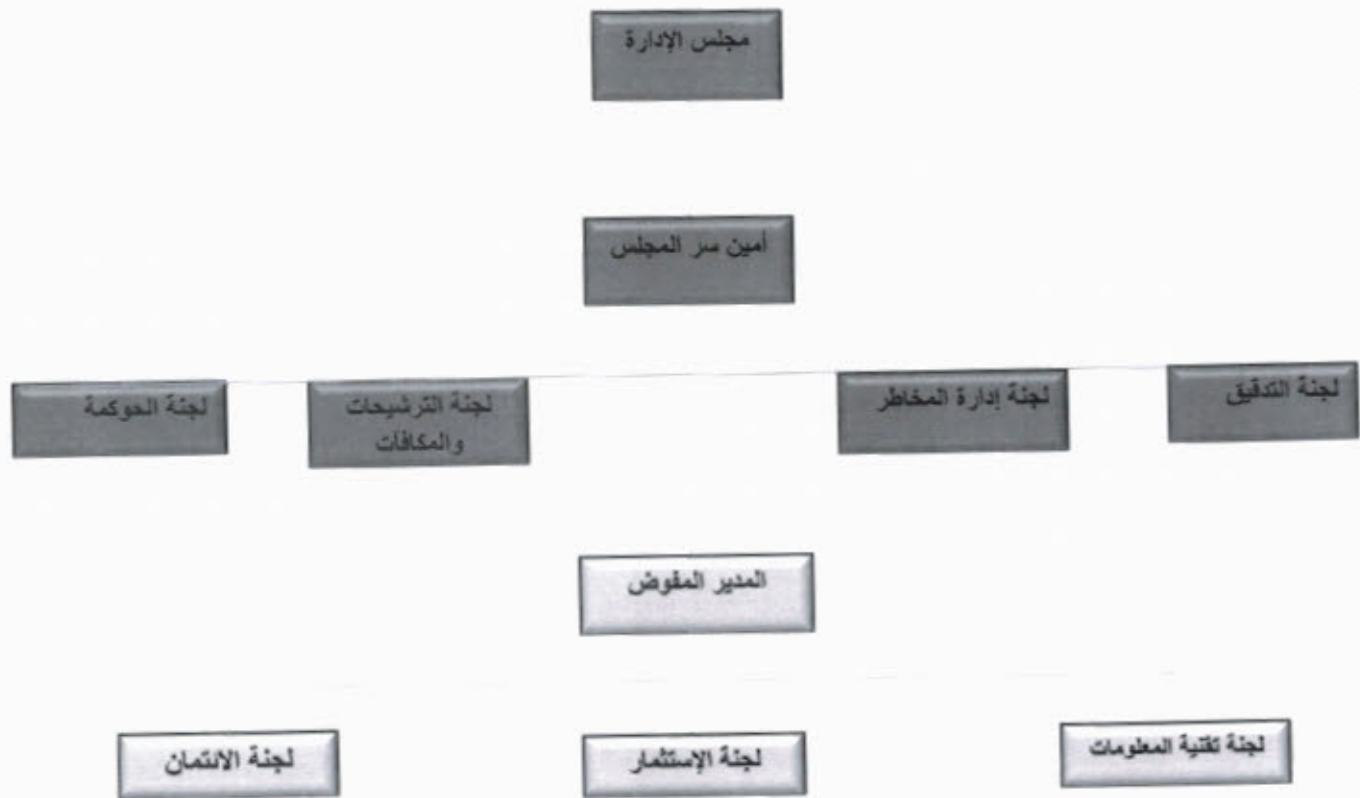 مجلس الإدارة
أمين سر المجلس
لجنة التدقيق
لجنة إدارة المخاطر
لجنة الترشيحات
والمكافآت
لجنة الحوكمة
المدير المفوض
لجنة تقنية المعلومات
لجنة الإستثمار
لجنة الائتمان